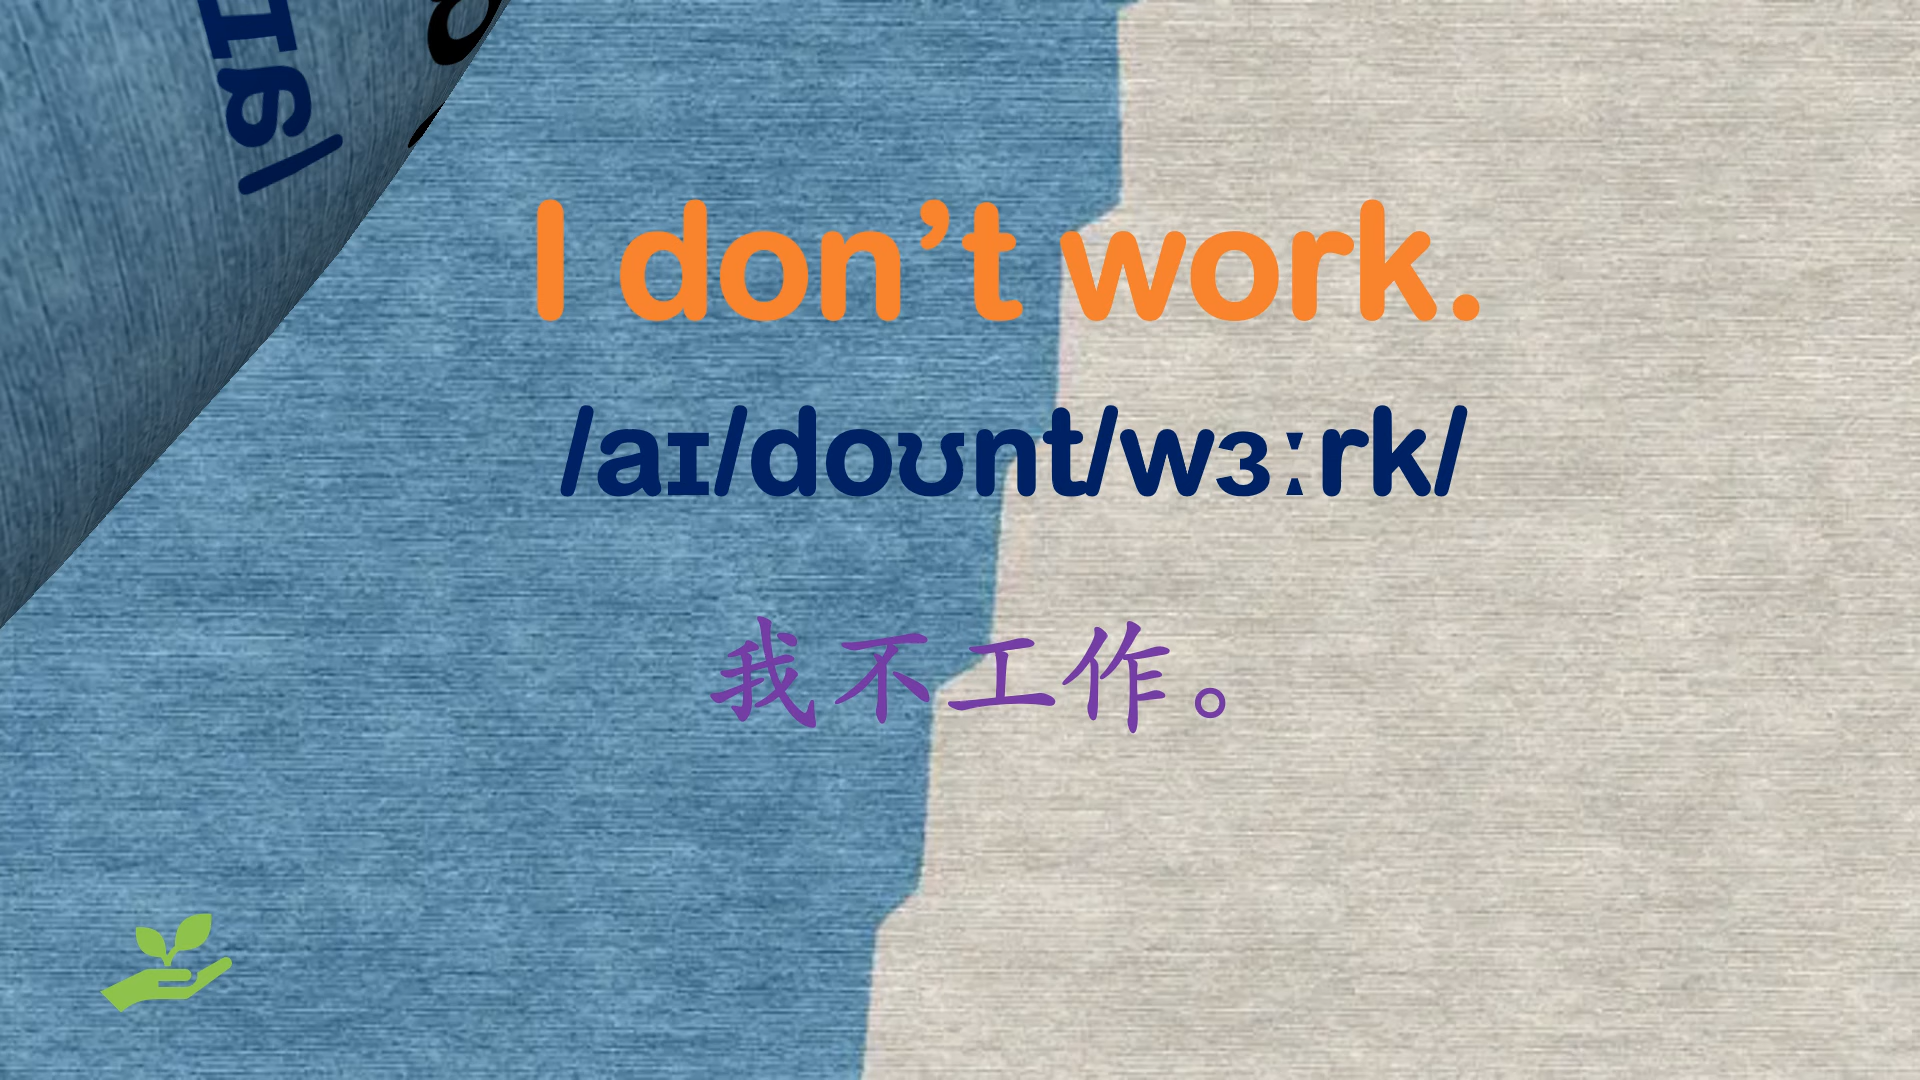 I don’t work.
/aɪ/doʊnt/wɜːrk/
我不工作。